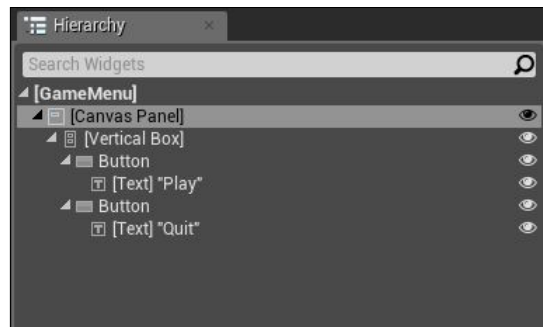 Hierarchy
Search Widgets
[GameMenu]
[Canvas Panel]
[Vertical Box]
Button
[Text] "Play"
Button
[Text] "Quit"